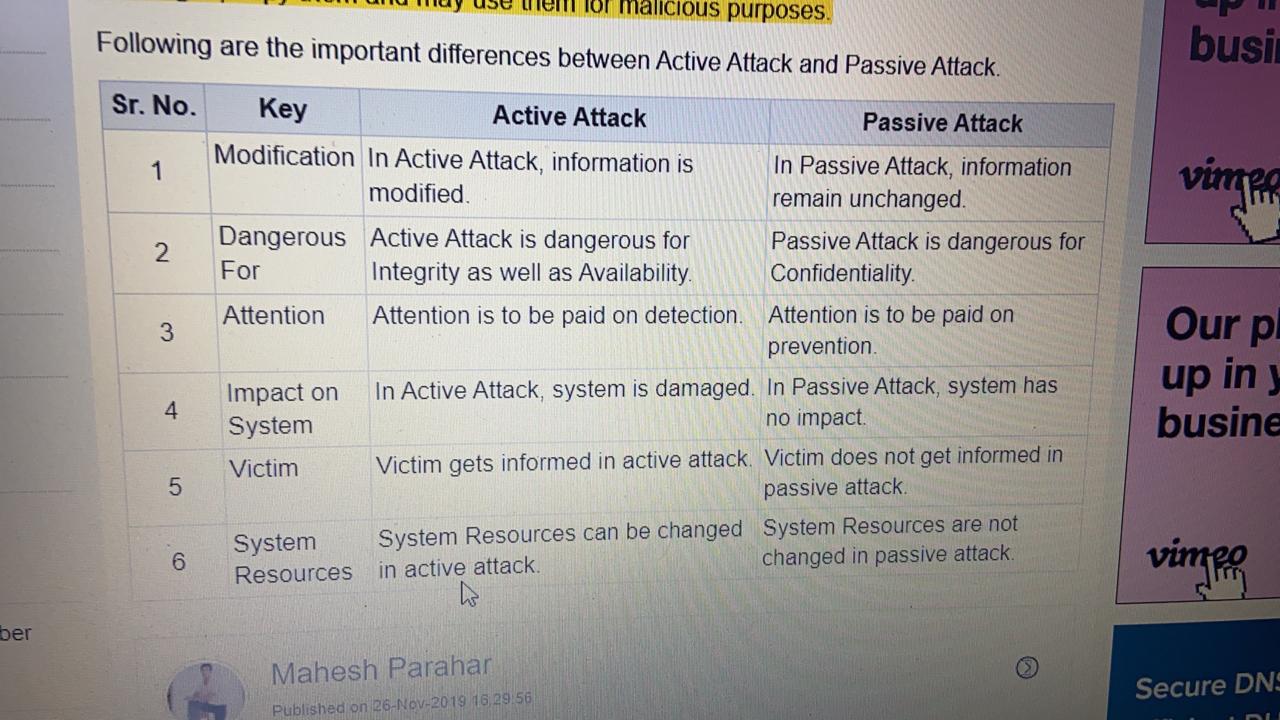 them and may use them for malicious purposes.
Following are the important differences between Active Attack and Passive Attack.
Sr. No. Key Active Attack Passive Attack
1 Modification In Active Attack, information is modified. In Passive Attack, information remain unchanged.
2 Dangerous For Active Attack is dangerous for Integrity as well as Availability. Passive Attack is dangerous for Confidentiality.
3 Attention Attention is to be paid on detection. Attention is to be paid on prevention.
4 Impact on System In Active Attack, system is damaged. In Passive Attack, system has no impact.
5 Victim Victim gets informed in active attack. Victim does not get informed in passive attack.
6 System Resources System Resources can be changed in active attack. System Resources are not changed in passive attack.
Mahesh Parahar
Published on 26-Nov-2019 16:29:56
ber
busi
vimeo
Our pl
up in y
busine
vimeo
Secure DNS